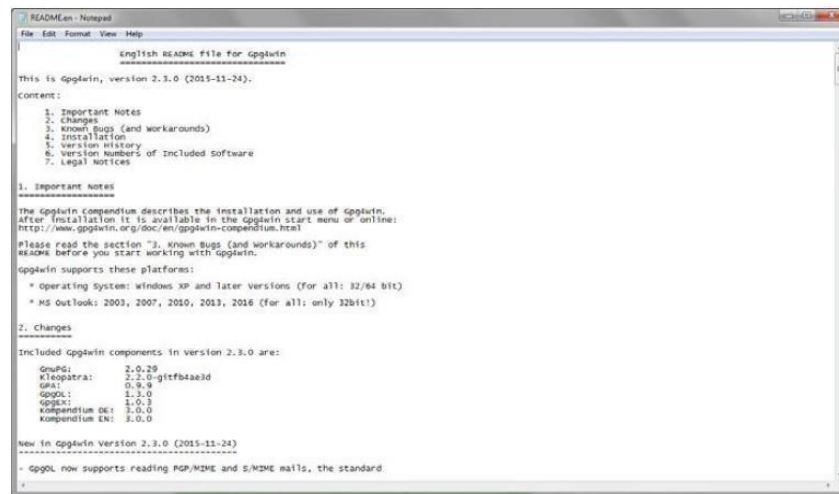 README.en - Notepad
File Edit Format View Help
English README file for Gpg4win
===============================
This is Gpg4win, version 2.3.0 (2015-11-24).
Content:
1. Important Notes
2. Changes
3. Known Bugs (and Workarounds)
4. Installation
5. Version History
6. Version Numbers of Included Software
7. Legal Notices
1. Important Notes
==================
The Gpg4win Compendium describes the installation and use of Gpg4win.
After installation it is available in the Gpg4win start menu or online:
http://www.gpg4win.org/doc/en/gpg4win-compendium.html
Please read the section "3. Known Bugs (and Workarounds)" of this
README before you start working with Gpg4win.
Gpg4win supports these platforms:
* Operating System: Windows XP and later versions (for all: 32/64 bit)
* MS Outlook: 2003, 2007, 2010, 2013, 2016 (for all: only 32bit!)
2. Changes
==========
Included Gpg4win components in Version 2.3.0 are:
GnuPG: 2.0.29
Kleopatra: 2.2.0-gitfb4ae3d
GPA: 0.9.9
GpgOL: 1.3.0
GpgEX: 1.0.3
Kompendium DE: 3.0.0
Kompendium EN: 3.0.0
New in Gpg4win Version 2.3.0 (2015-11-24)
-----------------------------------------
- GpgOL now supports reading PGP/MIME and S/MIME mails, the standard